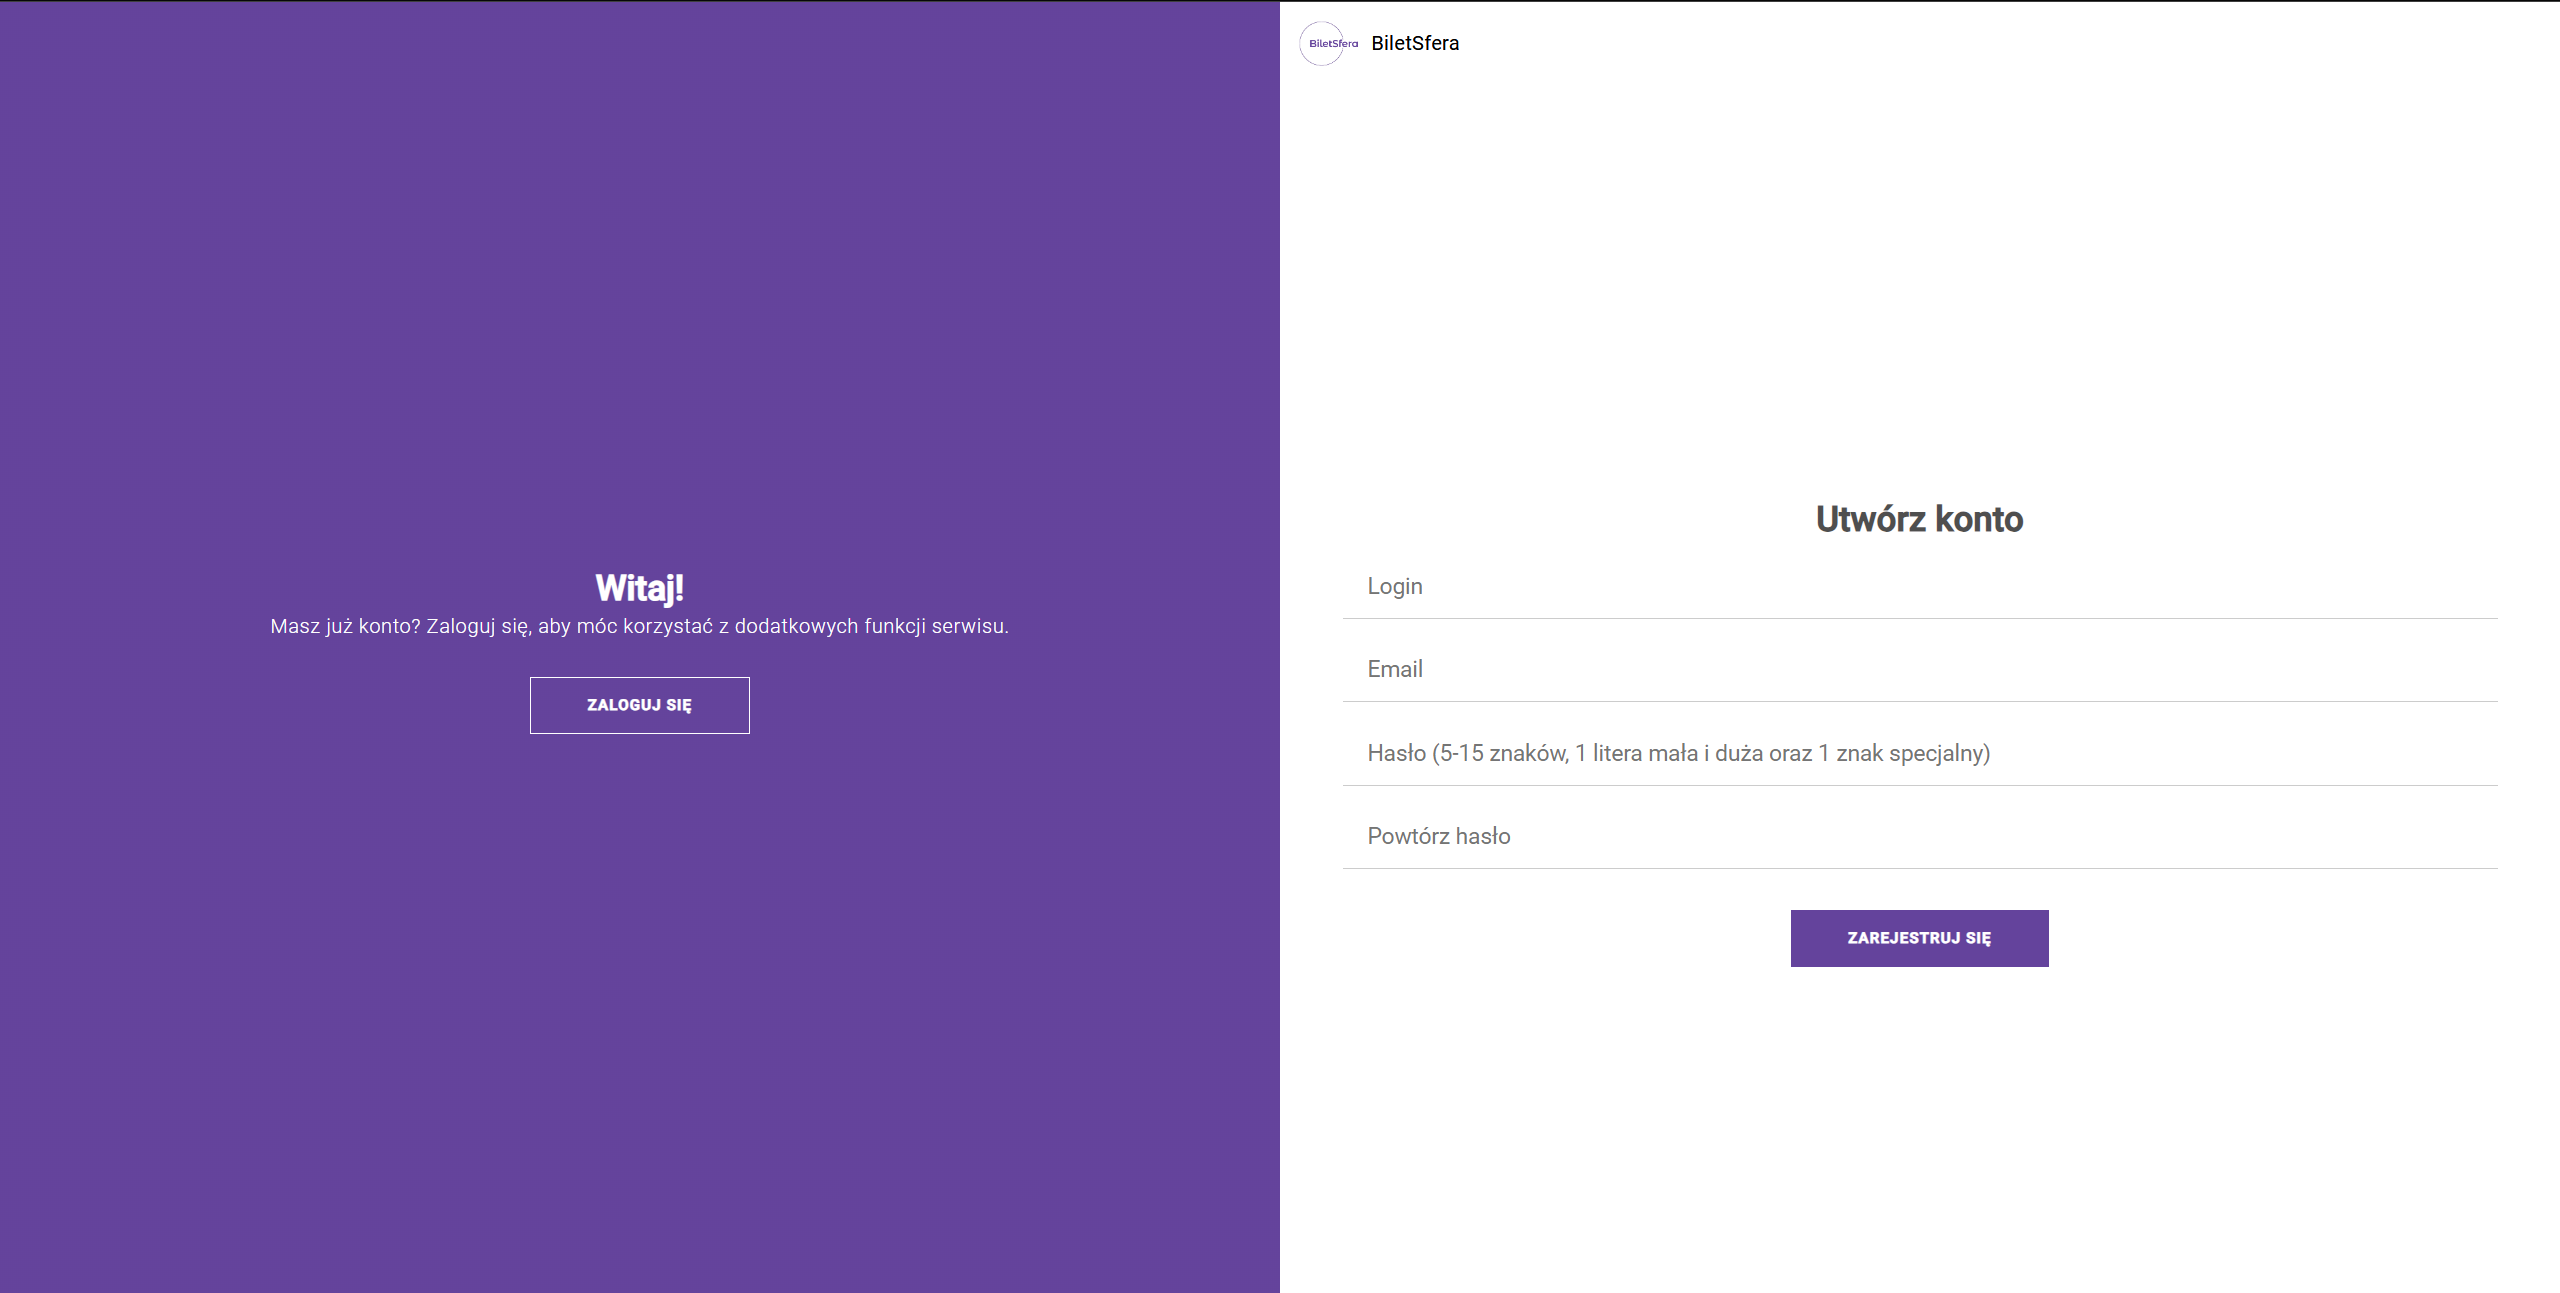 BiletSfera BiletSfera
Witaj!
Masz już konto? Zaloguj się, aby móc korzystać z dodatkowych funkcji serwisu.
ZALOGUJ SIĘ
Utwórz konto
Login
Email
Hasło (5-15 znaków, 1 litera mała i duża oraz 1 znak specjalny)
Powtórz hasło
ZAREJESTRUJ SIĘ